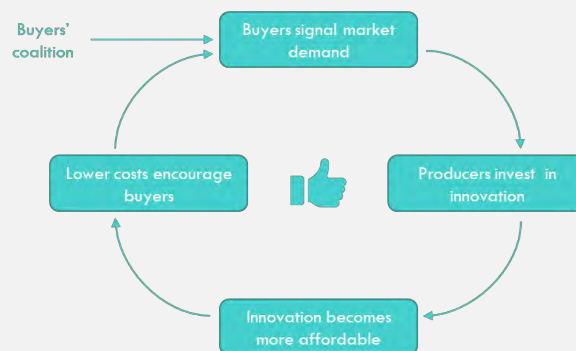 Buyers'
coalition
Buyers signal market
demand
Lower costs encourage
buyers
Producers invest in
innovation
Innovation becomes
more affordable